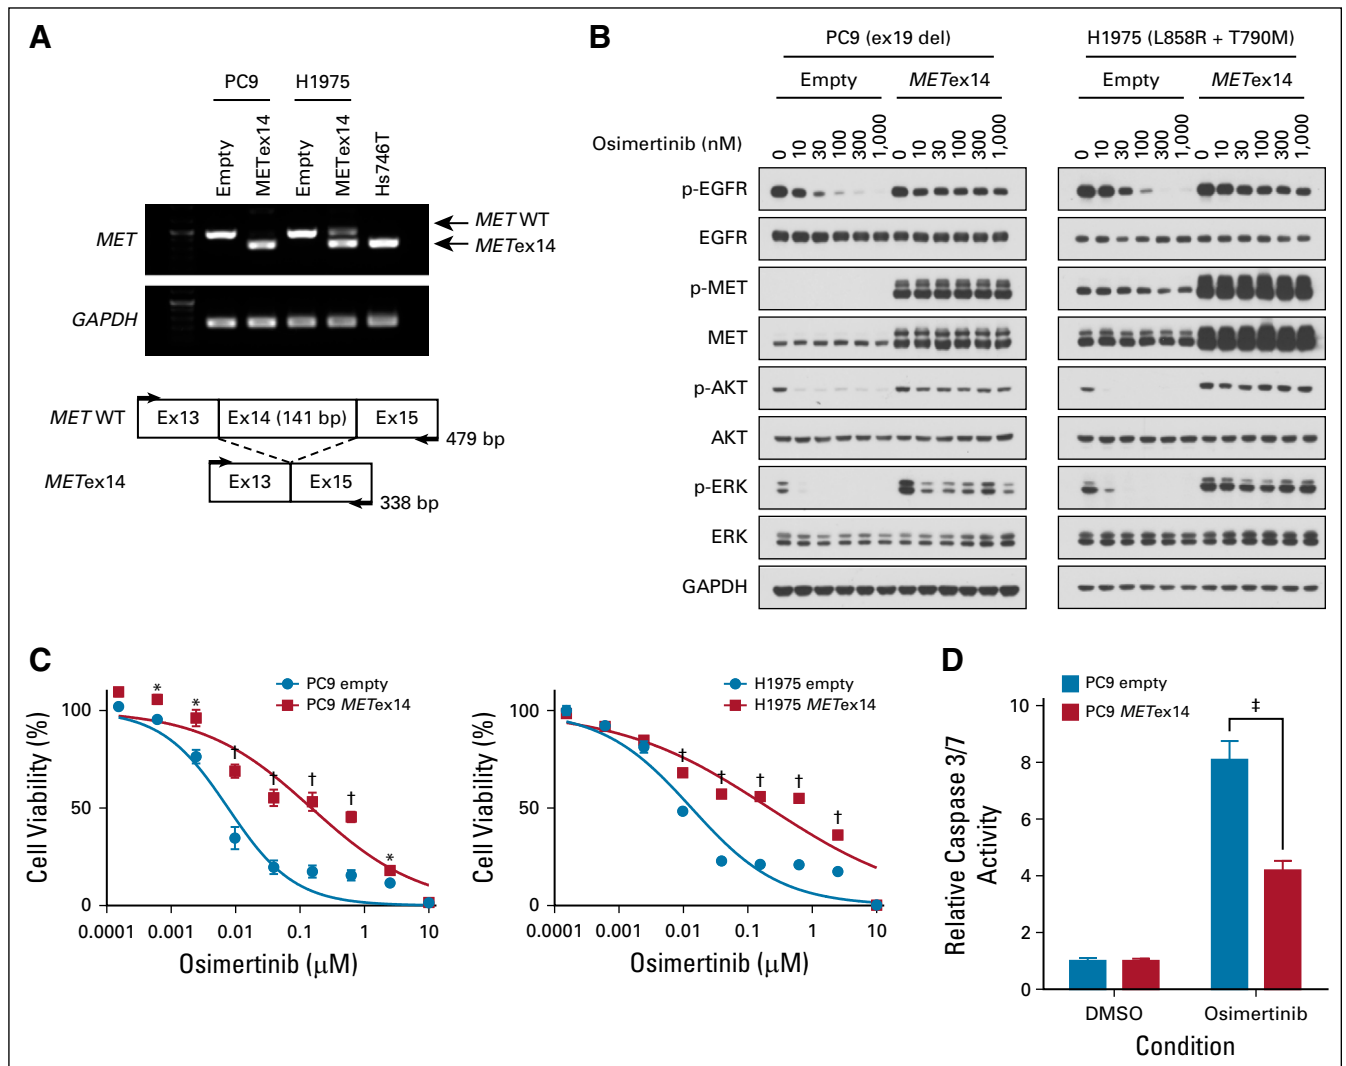 A
PC9 H1975
Empty METex14 Empty METex14 Hs746T
MET
MET WT
METex14
GAPDH
MET WT Ex13 Ex14 (141 bp) Ex15
479 bp
METex14 Ex13 Ex15
338 bp
B
PC9 (ex19 del) H1975 (L858R + T790M)
Empty METex14 Empty METex14
Osimertinib (nM) 0 10 30 100 300 1,000 0 10 30 100 300 1,000 0 10 30 100 300 1,000 0 10 30 100 300 1,000
p-EGFR
EGFR
p-MET
MET
p-AKT
AKT
p-ERK
ERK
GAPDH
C
PC9 empty
PC9 METex14
Cell Viability (%)
100
50
0
* * † † † † *
0.0001 0.001 0.01 0.1 1 10
Osimertinib (μM)
H1975 empty
H1975 METex14
Cell Viability (%)
100
50
0
† † † † †
0.0001 0.001 0.01 0.1 1 10
Osimertinib (μM)
D
PC9 empty
PC9 METex14
Relative Caspase 3/7
Activity
10
8
6
4
2
0
‡
DMSO Osimertinib
Condition